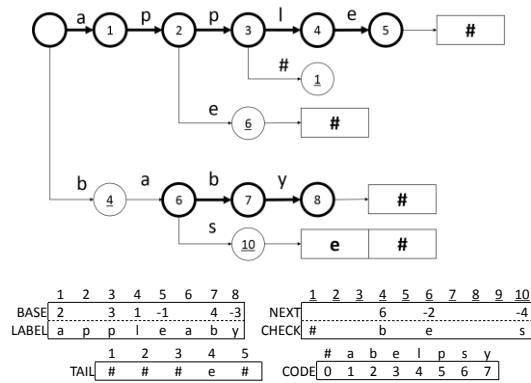 a p p l e
1 2 3 4 5 #
# 1
e 6 #
b 4 a 6 b 7 y 8 #
s 10 e #
1 2 3 4 5 6 7 8
BASE 2 3 1 -1 4 -3
LABEL a p p l e a b y
1 2 3 4 5 6 7 8 9 10
NEXT 6 -2 -4
CHECK # b e s
1 2 3 4 5
TAIL # # # e #
# a b e l p s y
CODE 0 1 2 3 4 5 6 7